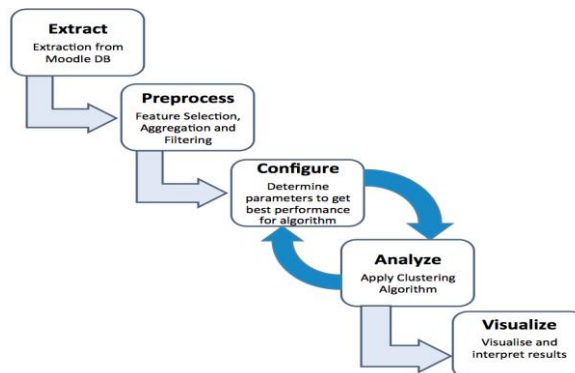 Extract
Extraction from
Moodle DB
Preprocess
Feature Selection,
Aggregation and
Filtering
Configure
Determine
parameters to get
best performance
for algorithm
Analyze
Apply Clustering
Algorithm
Visualize
Visualise and
interpret results